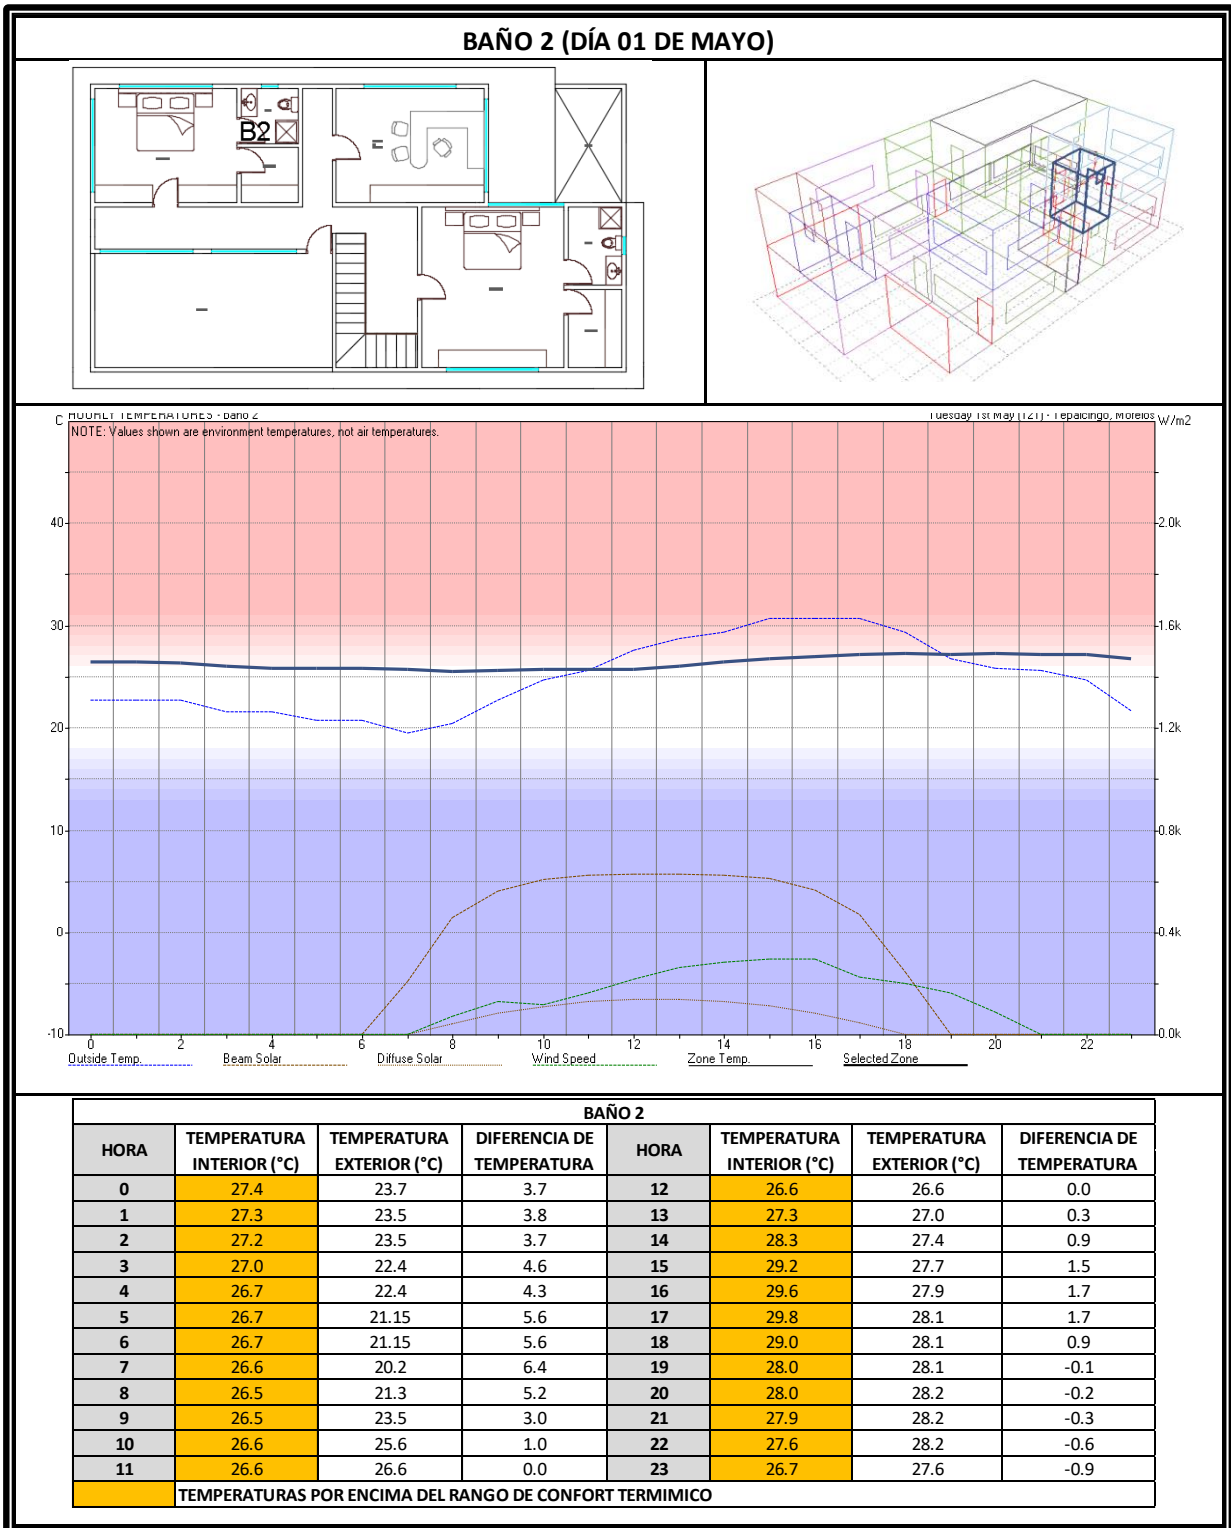 BAÑO 2 (DÍA 01 DE MAYO)
B2
C HOURLY TEMPERATURES - Baño 2 Tuesday 1st May (121) - Tepalcingo, Morelos W/m2
NOTE: Values shown are environment temperatures, not air temperatures.
40 2.0k
30 1.6k
20 1.2k
10 0.8k
0 0.4k
-10 0.0k
0 2 4 6 8 10 12 14 16 18 20 22
Outside Temp. Beam Solar Diffuse Solar Wind Speed Zone Temp. Selected Zone
BAÑO 2
HORA TEMPERATURA INTERIOR (°C) TEMPERATURA EXTERIOR (°C) DIFERENCIA DE TEMPERATURA HORA TEMPERATURA INTERIOR (°C) TEMPERATURA EXTERIOR (°C) DIFERENCIA DE TEMPERATURA
0 27.4 23.7 3.7 12 26.6 26.6 0.0
1 27.3 23.5 3.8 13 27.3 27.0 0.3
2 27.2 23.5 3.7 14 28.3 27.4 0.9
3 27.0 22.4 4.6 15 29.2 27.7 1.5
4 26.7 22.4 4.3 16 29.6 27.9 1.7
5 26.7 21.15 5.6 17 29.8 28.1 1.7
6 26.7 21.15 5.6 18 29.0 28.1 0.9
7 26.6 20.2 6.4 19 28.0 28.1 -0.1
8 26.5 21.3 5.2 20 28.0 28.2 -0.2
9 26.5 23.5 3.0 21 27.9 28.2 -0.3
10 26.6 25.6 1.0 22 27.6 28.2 -0.6
11 26.6 26.6 0.0 23 26.7 27.6 -0.9
TEMPERATURAS POR ENCIMA DEL RANGO DE CONFORT TERMIMICO